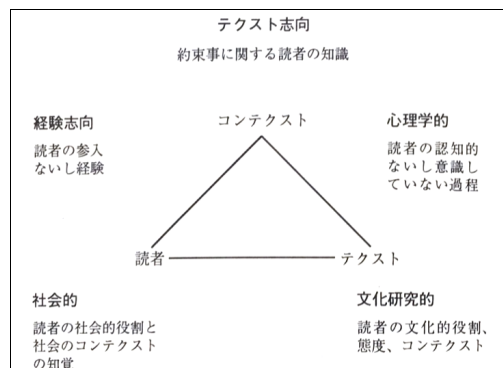 テクスト志向
約束事に関する読者の知識
経験志向
読者の参入
ないし経験
コンテクスト
心理学的
読者の認知的
ないし意識し
ていない過程
読者
テクスト
社会的
読者の社会的役割と
社会のコンテクスト
の知覚
文化研究的
読者の文化的役割、
態度、コンテクスト